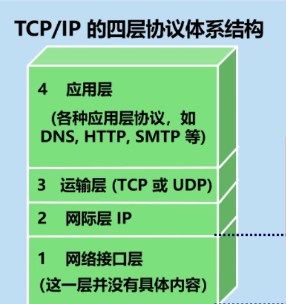 TCP/IP 的四层协议体系结构
4 应用层
(各种应用层协议，如
DNS, HTTP, SMTP 等)
3 运输层 (TCP 或 UDP)
2 网际层 IP
1 网络接口层
(这一层并没有具体内容)